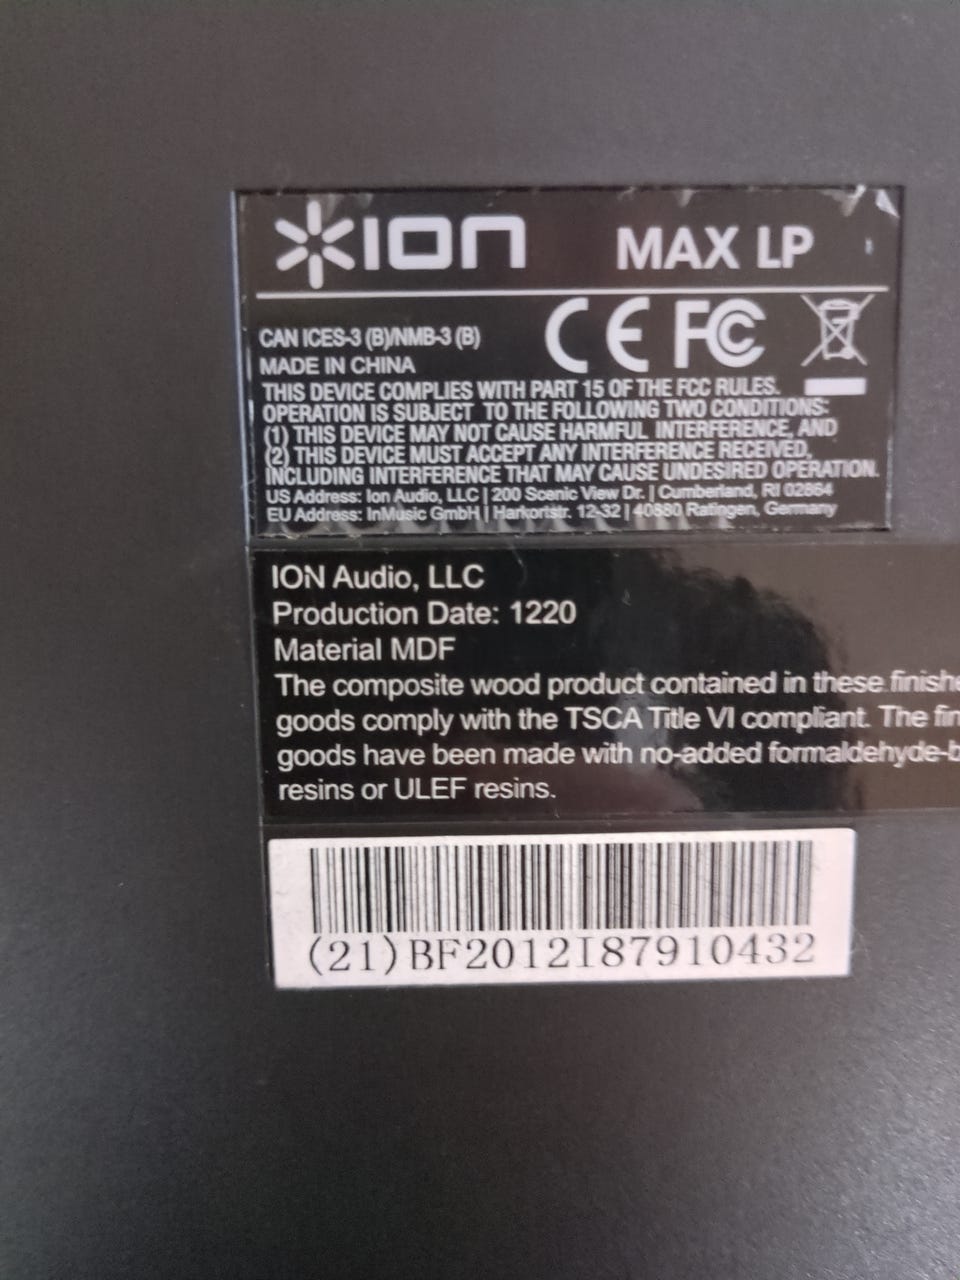 ION MAX LP
CE FC
CAN ICES-3 (B)/NMB-3 (B)
MADE IN CHINA
THIS DEVICE COMPLIES WITH PART 15 OF THE FCC RULES.
OPERATION IS SUBJECT TO THE FOLLOWING TWO CONDITIONS:
(1) THIS DEVICE MAY NOT CAUSE HARMFUL INTERFERENCE, AND
(2) THIS DEVICE MUST ACCEPT ANY INTERFERENCE RECEIVED,
INCLUDING INTERFERENCE THAT MAY CAUSE UNDESIRED OPERATION.
US Address: Ion Audio, LLC | 200 Scenic View Dr. | Cumberland, RI 02864
EU Address: InMusic GmbH | Harkortstr. 12-32 | 40880 Ratingen, Germany
ION Audio, LLC
Production Date: 1220
Material MDF
The composite wood product contained in these finishe
goods comply with the TSCA Title VI compliant. The fin
goods have been made with no-added formaldehyde-b
resins or ULEF resins.
(21)BF2012I87910432